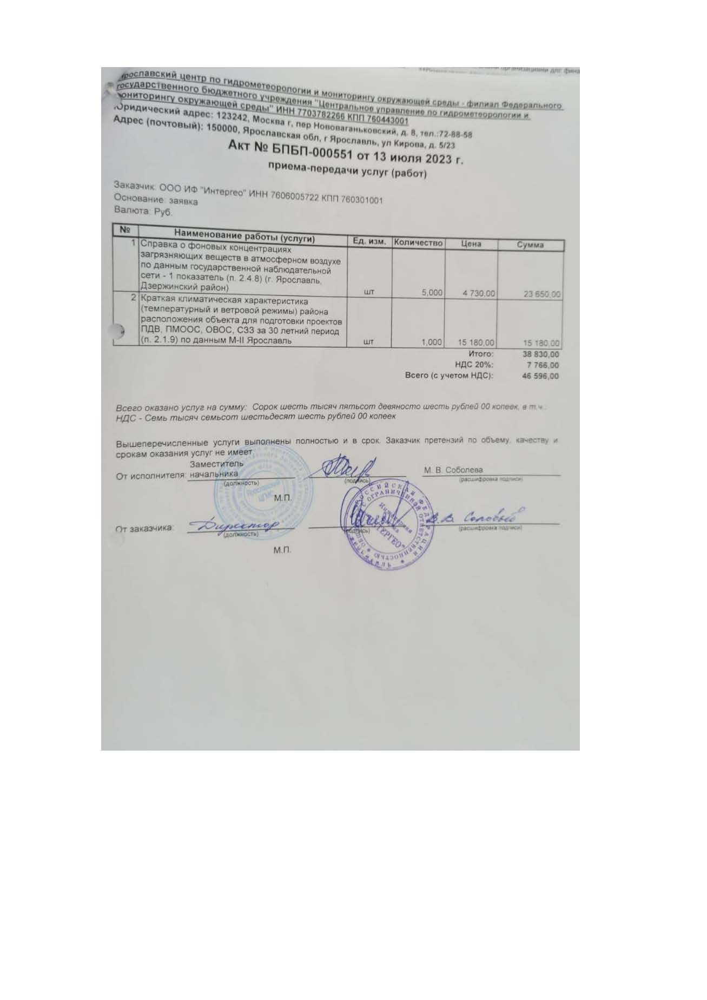 организациями для фина
Ярославский центр по гидрометеорологии и мониторингу окружающей среды - филиал Федерального
государственного бюджетного учреждения "Центральное управление по гидрометеорологии и
мониторингу окружающей среды" ИНН 7703782266 КПП 760443001
Юридический адрес: 123242, Москва г, пер Нововаганьковский, д. 8, тел.:72-88-58
Адрес (почтовый): 150000, Ярославская обл, г Ярославль, ул Кирова, д. 5/23
Акт № БПБП-000551 от 13 июля 2023 г.
приема-передачи услуг (работ)
Заказчик: ООО ИФ "Интергео" ИНН 7606005722 КПП 760301001
Основание: заявка
Валюта: Руб.
№ Наименование работы (услуги) Ед. изм. Количество Цена Сумма
1 Справка о фоновых концентрациях
загрязняющих веществ в атмосферном воздухе
по данным государственной наблюдательной
сети - 1 показатель (п. 2.4.8) (г. Ярославль,
Дзержинский район) шт 5,000 4 730,00 23 650,00
2 Краткая климатическая характеристика
(температурный и ветровой режимы) района
расположения объекта для подготовки проектов
ПДВ, ПМООС, ОВОС, СЗЗ за 30 летний период
(п. 2.1.9) по данным М-II Ярославль шт 1,000 15 180,00 15 180,00
Итого: 38 830,00
НДС 20%: 7 766,00
Всего (с учетом НДС): 46 596,00
Всего оказано услуг на сумму: Сорок шесть тысяч пятьсот девяносто шесть рублей 00 копеек, в т.ч.:
НДС - Семь тысяч семьсот шестьдесят шесть рублей 00 копеек
Вышеперечисленные услуги выполнены полностью и в срок. Заказчик претензий по объему, качеству и
срокам оказания услуг не имеет.
Заместитель
От исполнителя: начальника М. В. Соболева
(должность) (подпись) (расшифровка подписи)
Ярославский
ЦГМС
М.П.
РОССИЙСКАЯ ФЕДЕРАЦИЯ
С ОГРАНИЧЕННОЙ ОТВЕТСТВЕННОСТЬЮ
От заказчика: Директор В.В. Соловьев
(должность) (подпись) (расшифровка подписи)
М.П.